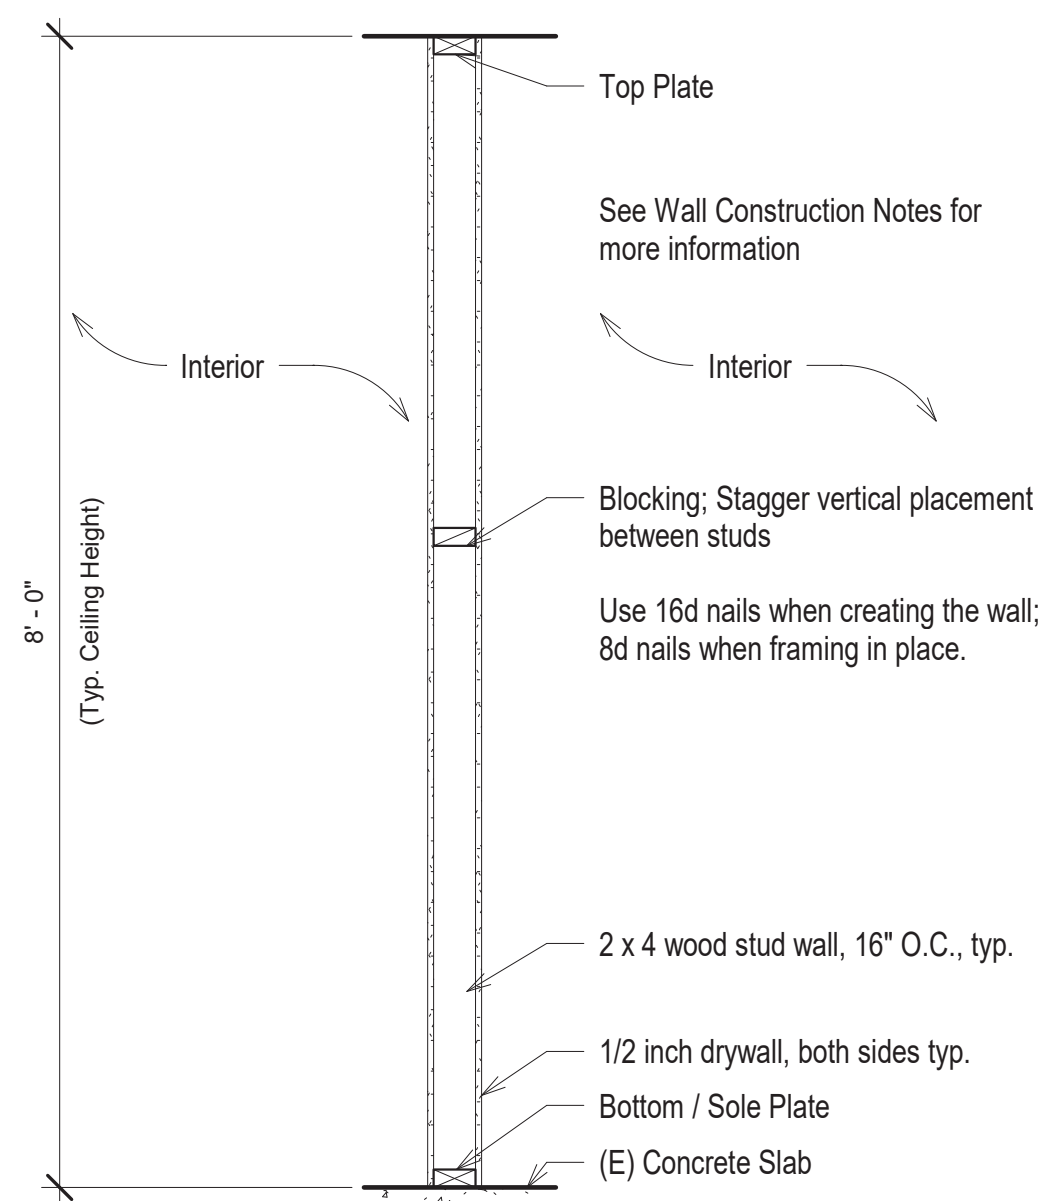 Top Plate
See Wall Construction Notes for
more information
Interior
Interior
Blocking; Stagger vertical placement
between studs
8' - 0"
(Typ. Ceiling Height)
Use 16d nails when creating the wall;
8d nails when framing in place.
2 x 4 wood stud wall, 16" O.C., typ.
1/2 inch drywall, both sides typ.
Bottom / Sole Plate
(E) Concrete Slab